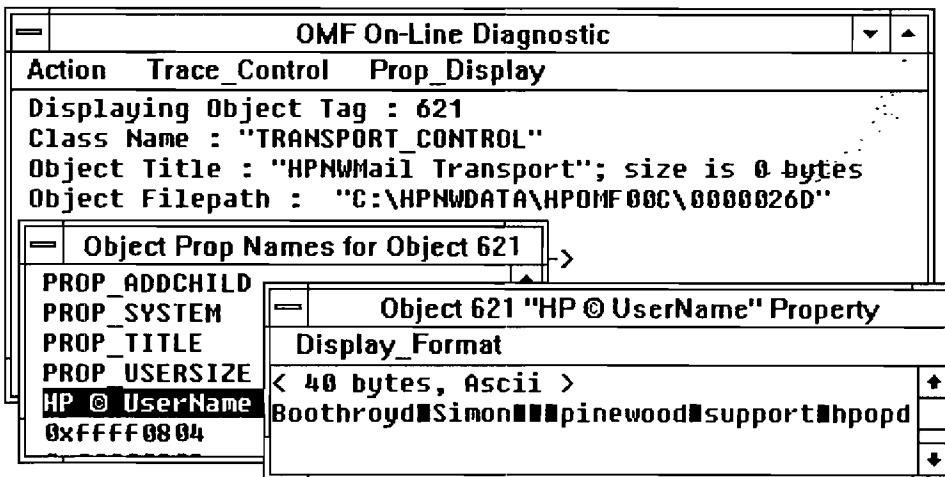 OMF On-Line Diagnostic
Action Trace_Control Prop_Display
Displaying Object Tag : 621
Class Name : "TRANSPORT_CONTROL"
Object Title : "HPNWMail Transport"; size is 0 bytes
Object Filepath : "C:\HPNWDATA\HPOMF00C\0000026D"
Object Prop Names for Object 621
PROP_ADDCHILD
PROP_SYSTEM
PROP_TITLE
PROP_USERSIZE
HP © UserName
0xffff0804
->
Object 621 "HP © UserName" Property
Display_Format
< 40 bytes, Ascii >
Boothroyd∎Simon∎∎∎pinewood∎support∎hpopd